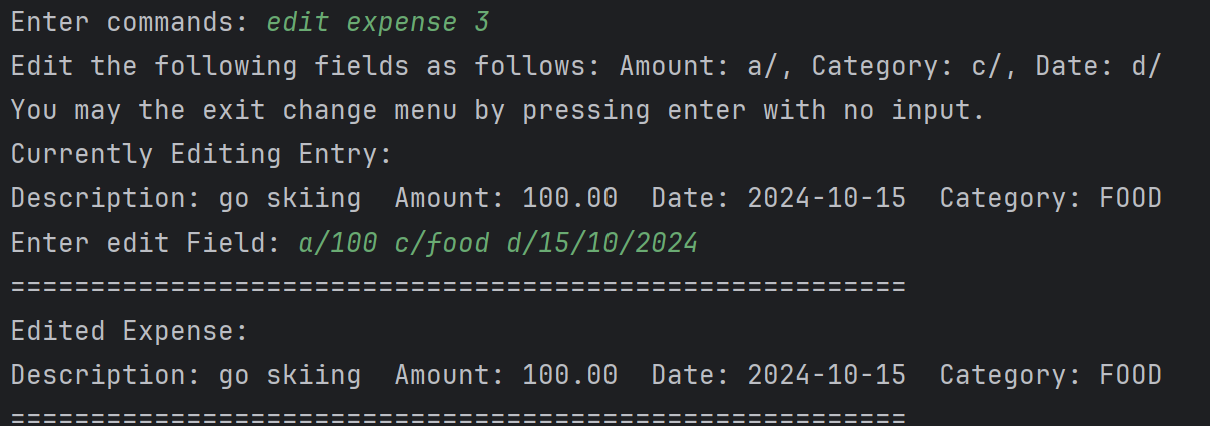 Enter commands: edit expense 3
Edit the following fields as follows: Amount: a/, Category: c/, Date: d/
You may the exit change menu by pressing enter with no input.
Currently Editing Entry:
Description: go skiing  Amount: 100.00  Date: 2024-10-15  Category: FOOD
Enter edit Field: a/100 c/food d/15/10/2024
========================================================
Edited Expense:
Description: go skiing  Amount: 100.00  Date: 2024-10-15  Category: FOOD
========================================================